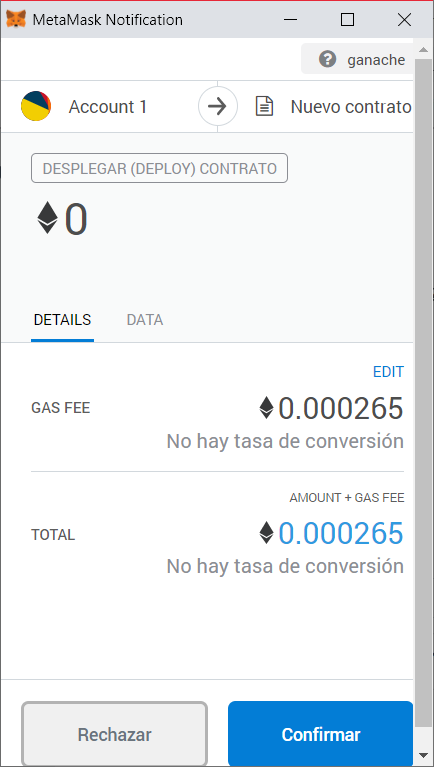 MetaMask Notification
ganache
Account 1
Nuevo contrato
DESPLEGAR (DEPLOY) CONTRATO
0
DETAILS
DATA
EDIT
GAS FEE
0.000265
No hay tasa de conversión
AMOUNT + GAS FEE
TOTAL
0.000265
No hay tasa de conversión
Rechazar
Confirmar